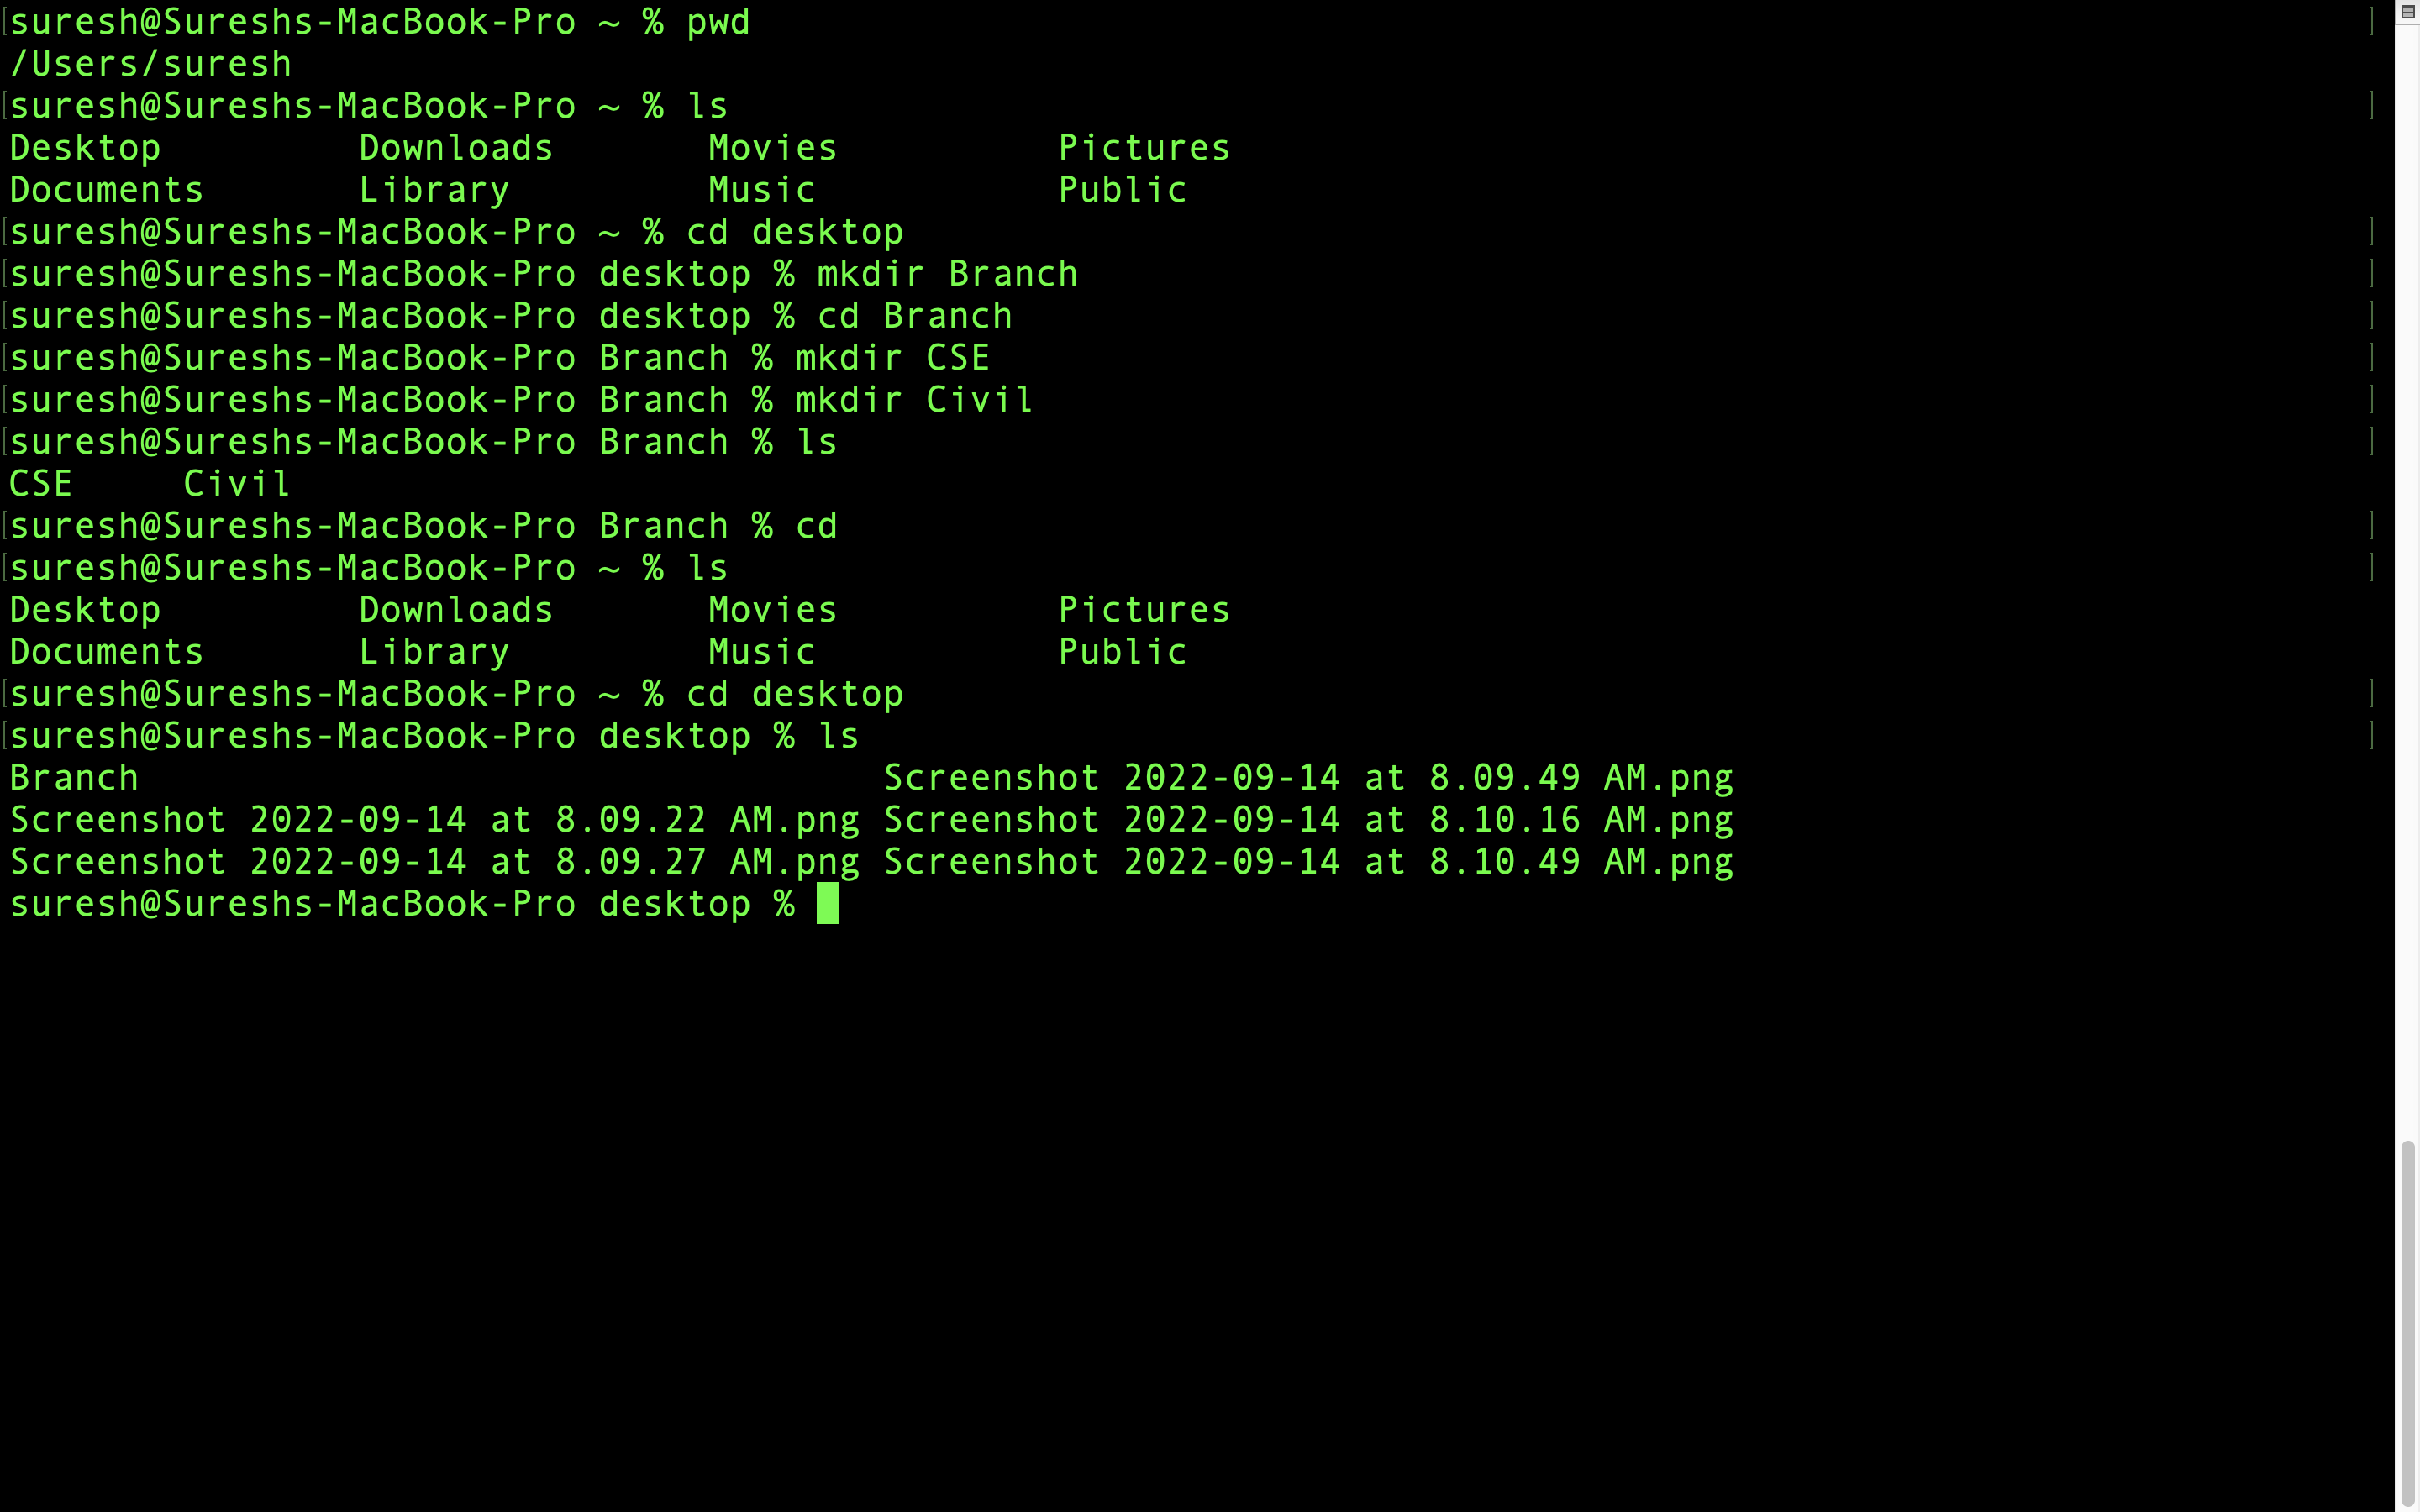 suresh@Sureshs-MacBook-Pro ~ % pwd
/Users/suresh
suresh@Sureshs-MacBook-Pro ~ % ls
Desktop Downloads Movies Pictures
Documents Library Music Public
suresh@Sureshs-MacBook-Pro ~ % cd desktop
suresh@Sureshs-MacBook-Pro desktop % mkdir Branch
suresh@Sureshs-MacBook-Pro desktop % cd Branch
suresh@Sureshs-MacBook-Pro Branch % mkdir CSE
suresh@Sureshs-MacBook-Pro Branch % mkdir Civil
suresh@Sureshs-MacBook-Pro Branch % ls
CSE Civil
suresh@Sureshs-MacBook-Pro Branch % cd
suresh@Sureshs-MacBook-Pro ~ % ls
Desktop Downloads Movies Pictures
Documents Library Music Public
suresh@Sureshs-MacBook-Pro ~ % cd desktop
suresh@Sureshs-MacBook-Pro desktop % ls
Branch Screenshot 2022-09-14 at 8.09.49 AM.png
Screenshot 2022-09-14 at 8.09.22 AM.png Screenshot 2022-09-14 at 8.10.16 AM.png
Screenshot 2022-09-14 at 8.09.27 AM.png Screenshot 2022-09-14 at 8.10.49 AM.png
suresh@Sureshs-MacBook-Pro desktop %